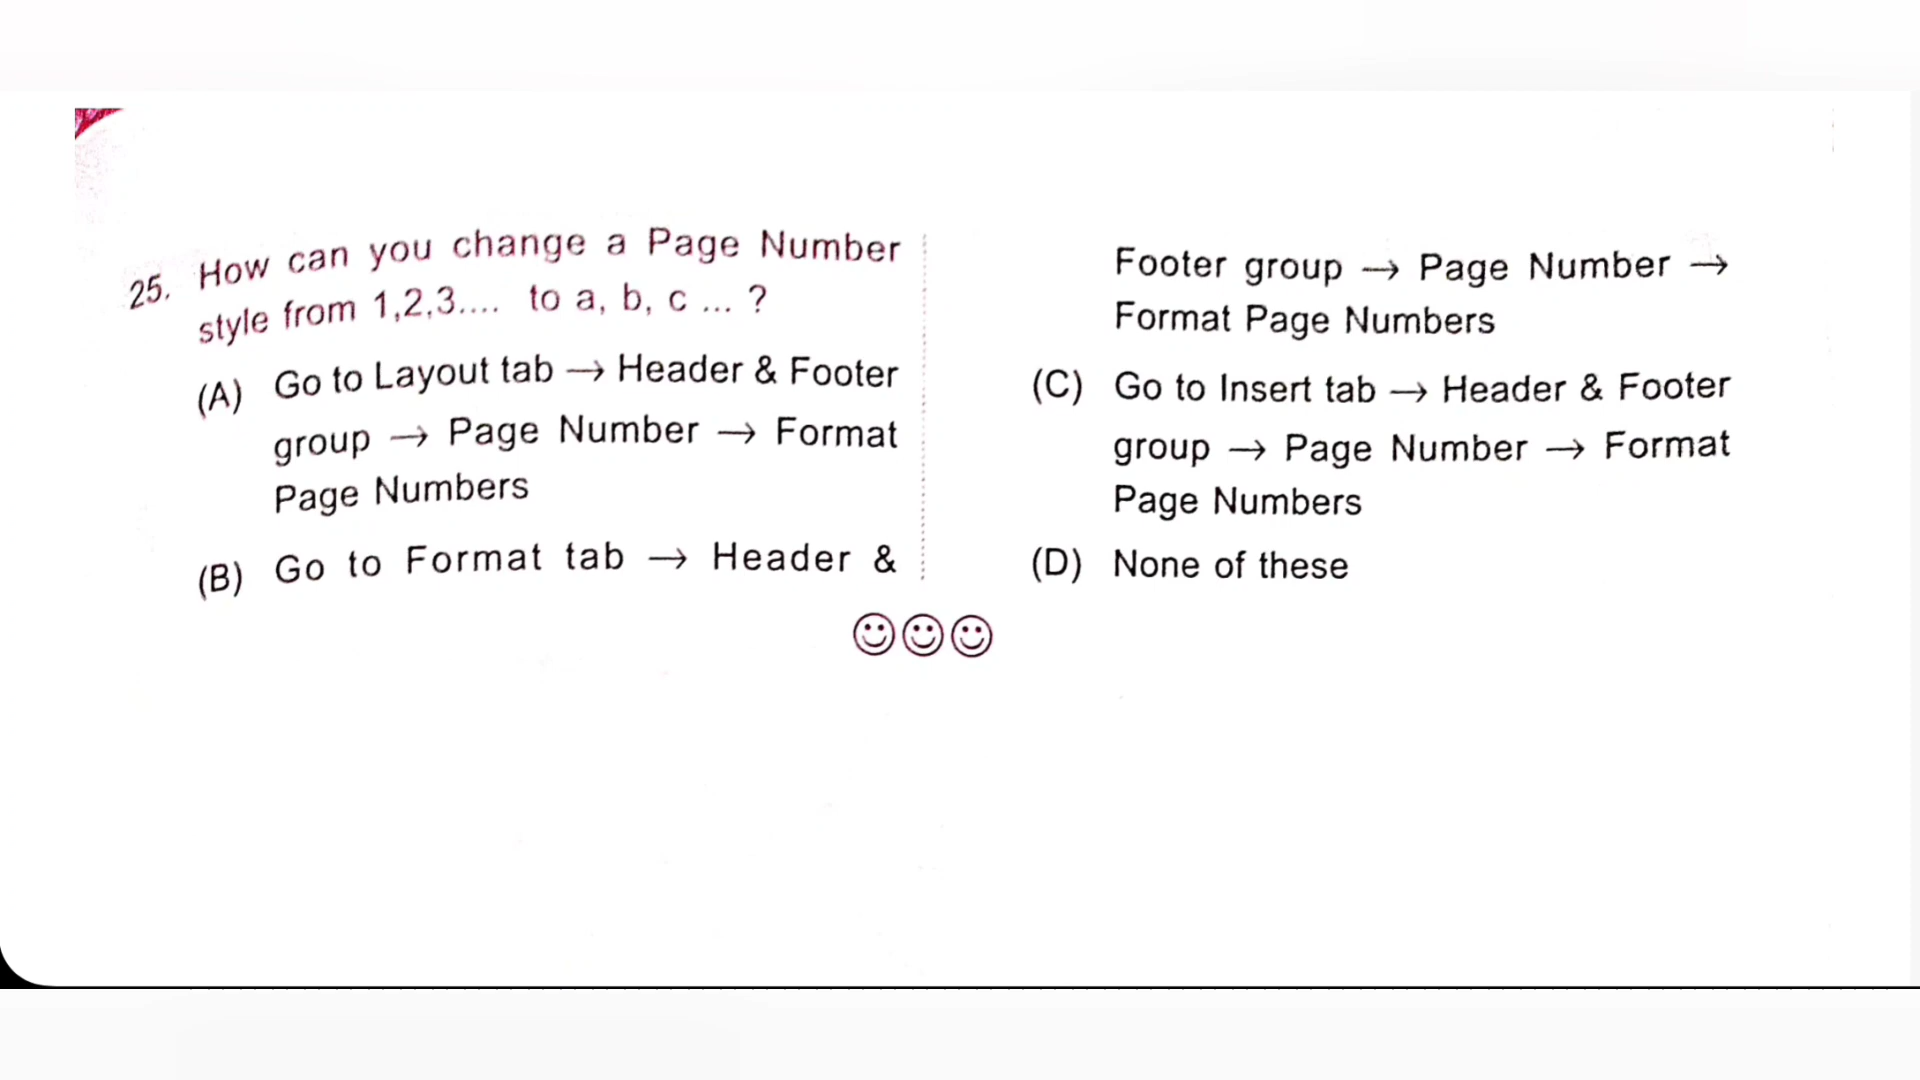 25. How can you change a Page Number
style from 1,2,3.... to a, b, c ... ?
(A) Go to Layout tab → Header & Footer
group → Page Number → Format
Page Numbers
(B) Go to Format tab → Header &
Footer group → Page Number →
Format Page Numbers
(C) Go to Insert tab → Header & Footer
group → Page Number → Format
Page Numbers
(D) None of these
☺☺☺